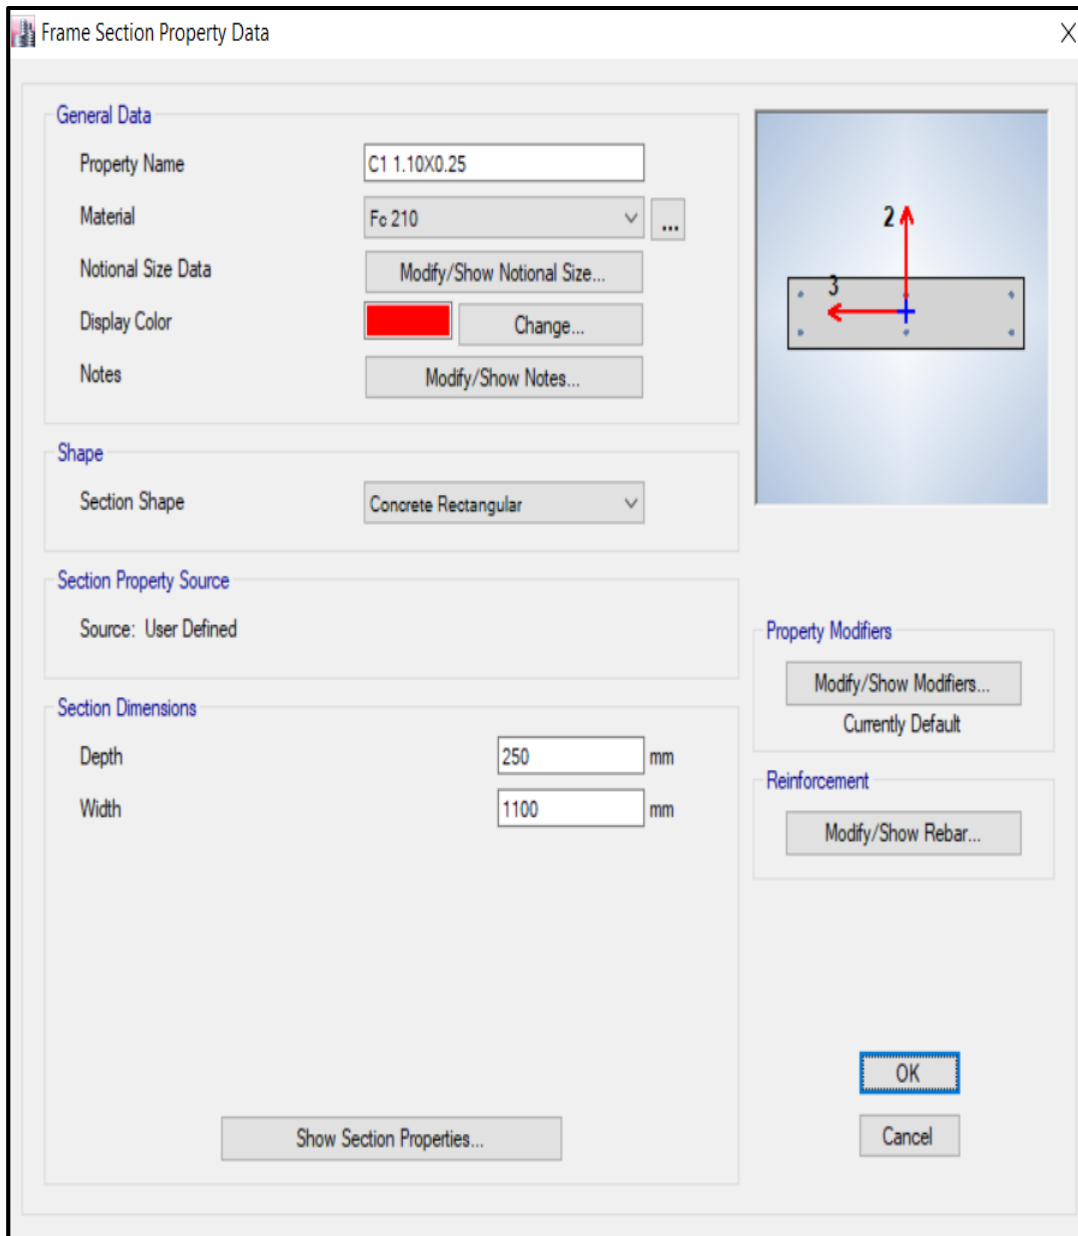 Frame Section Property Data
X
General Data
Property Name
C1 1.10X0.25
Material
Fc 210
...
Notional Size Data
Modify/Show Notional Size...
Display Color
Change...
Notes
Modify/Show Notes...
2
3
Shape
Section Shape
Concrete Rectangular
Section Property Source
Source: User Defined
Property Modifiers
Modify/Show Modifiers...
Currently Default
Section Dimensions
Depth
250
mm
Width
1100
mm
Reinforcement
Modify/Show Rebar...
Show Section Properties...
OK
Cancel